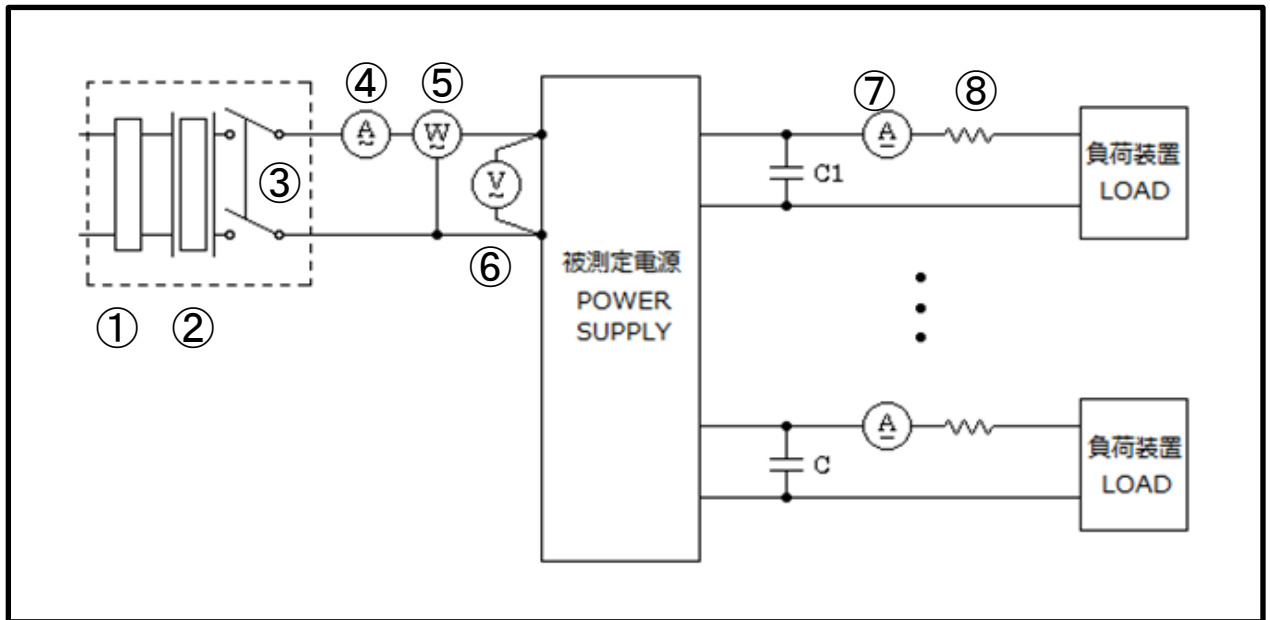 ④ ⑤ ⑦ ⑧
A W A
負荷装置
LOAD
③ V C1
⑥
被測定電源
POWER
SUPPLY
① ②
A
負荷装置
LOAD
C